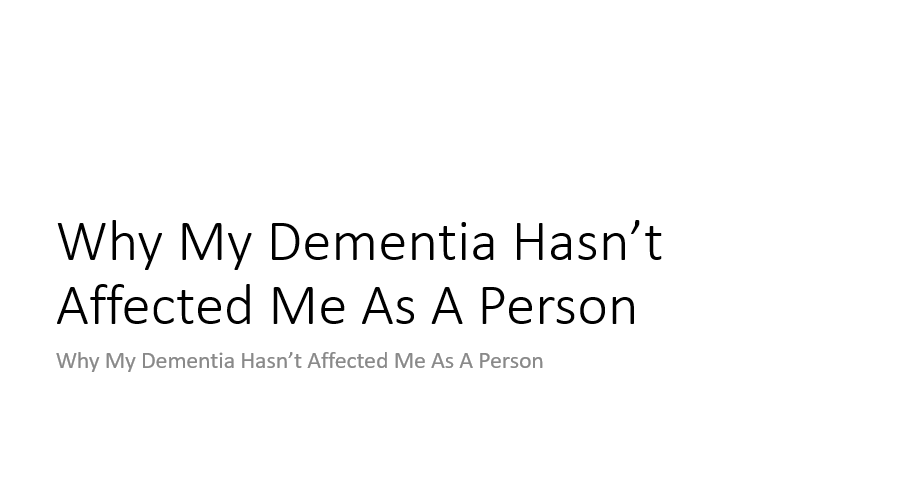 Why My Dementia Hasn’t
Affected Me As A Person
Why My Dementia Hasn’t Affected Me As A Person